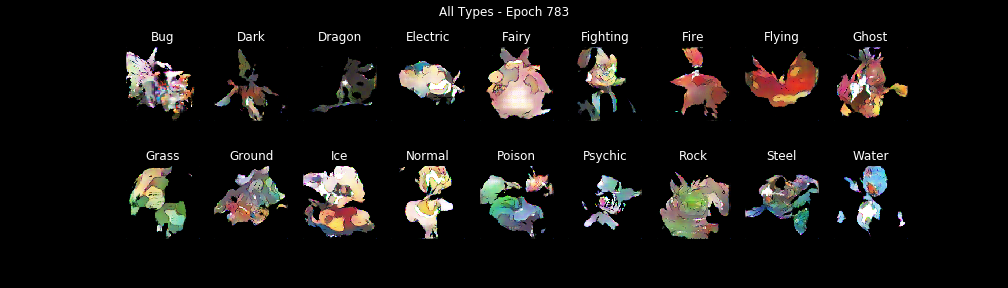 All Types - Epoch 783
Bug Dark Dragon Electric Fairy Fighting Fire Flying Ghost
Grass Ground Ice Normal Poison Psychic Rock Steel Water